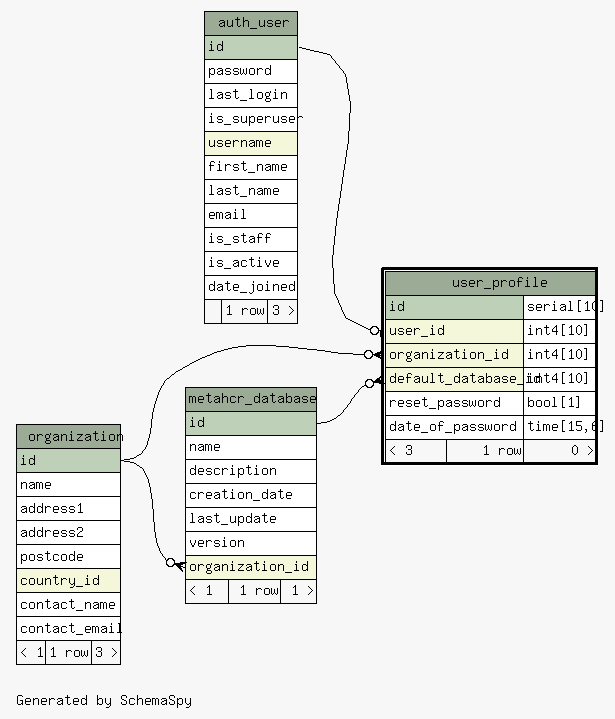 auth_user
id
password
last_login
is_superuser
username
first_name
last_name
email
is_staff
is_active
date_joined
1 row 3 >
user_profile
id serial[10]
user_id int4[10]
organization_id int4[10]
default_database_id int4[10]
reset_password bool[1]
date_of_password time[15,6]
< 3 1 row 0 >
metahcr_database
id
name
description
creation_date
last_update
version
organization_id
< 1 1 row 1 >
organization
id
name
address1
address2
postcode
country_id
contact_name
contact_email
< 1 1 row 3 >
Generated by SchemaSpy